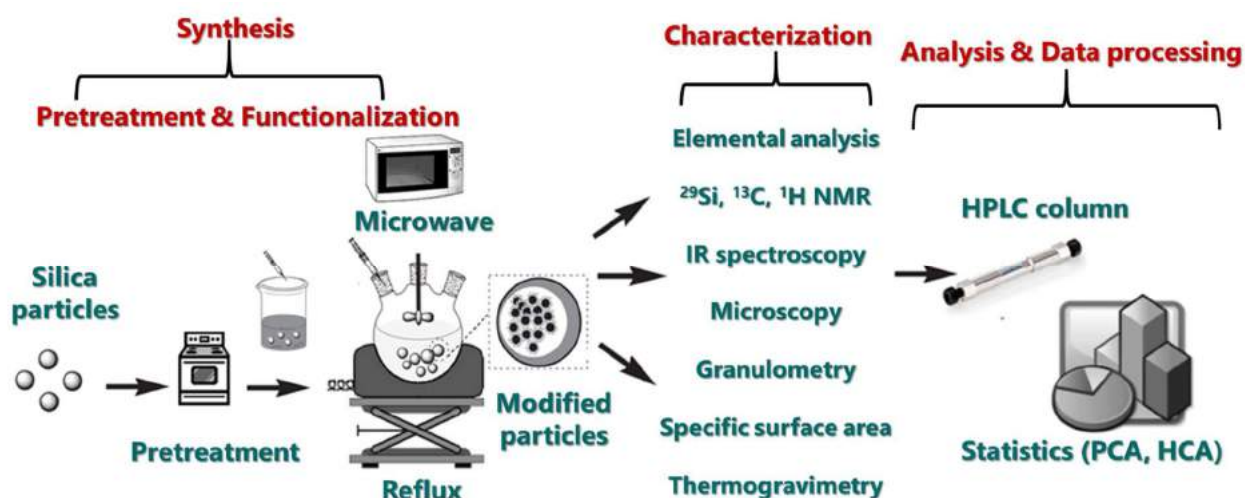 Synthesis
Pretreatment & Functionalization
Microwave
Silica
particles
Pretreatment
Reflux
Modified
particles
Characterization
Elemental analysis
²⁹Si, ¹³C, ¹H NMR
IR spectroscopy
Microscopy
Granulometry
Specific surface area
Thermogravimetry
Analysis & Data processing
HPLC column
Statistics (PCA, HCA)